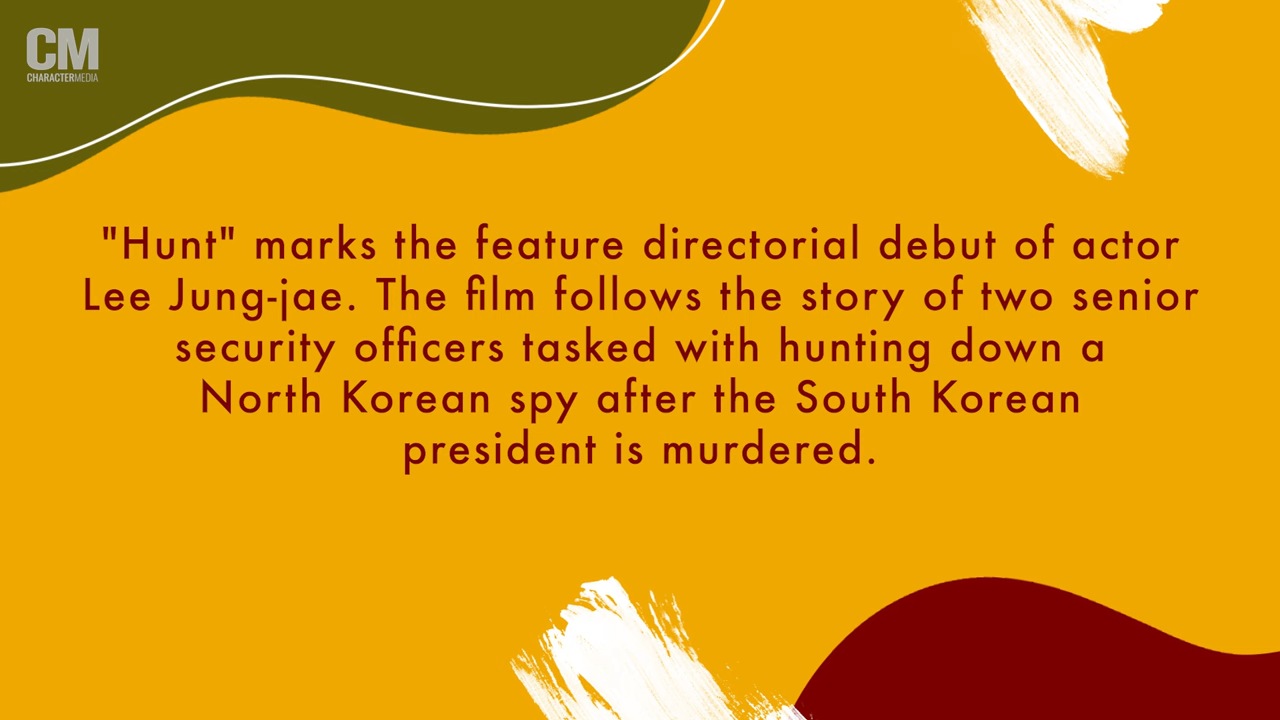 CM
CHARACTERMEDIA
"Hunt" marks the feature directorial debut of actor
Lee Jung-jae. The film follows the story of two senior
security officers tasked with hunting down a
North Korean spy after the South Korean
president is murdered.